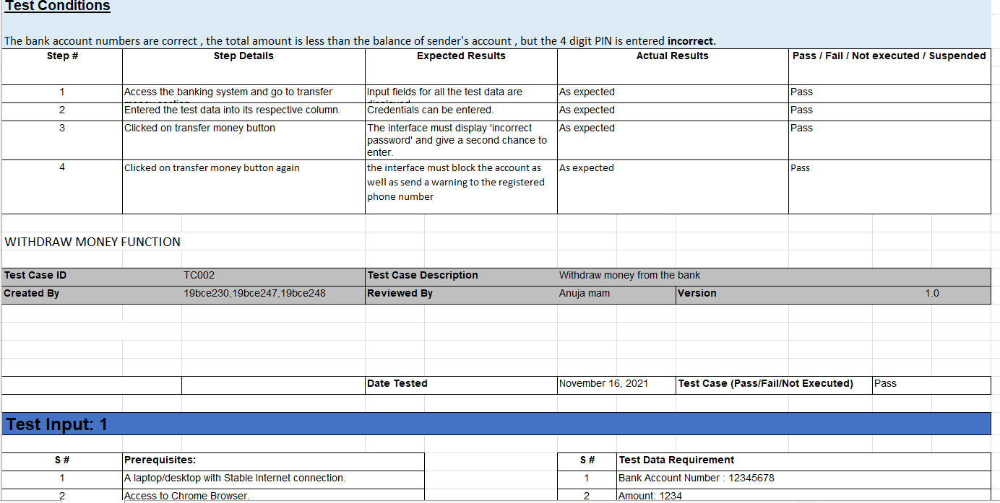 Test Conditions
The bank account numbers are correct , the total amount is less than the balance of sender's account , but the 4 digit PIN is entered incorrect.
Step # Step Details Expected Results Actual Results Pass / Fail / Not executed / Suspended
1 Access the banking system and go to transfer Input fields for all the test data are As expected Pass
2 Entered the test data into its respective column. Credentials can be entered. As expected Pass
3 Clicked on transfer money button The interface must display 'incorrect As expected Pass
password' and give a second chance to
enter.
4 Clicked on transfer money button again the interface must block the account as As expected Pass
well as send a warning to the registered
phone number
WITHDRAW MONEY FUNCTION
Test Case ID TC002 Test Case Description Withdraw money from the bank
Created By 19bce230,19bce247,19bce248 Reviewed By Anuja mam Version 1.0
Date Tested November 16, 2021 Test Case (Pass/Fail/Not Executed) Pass
Test Input: 1
S # Prerequisites: S # Test Data Requirement
1 A laptop/desktop with Stable Internet connection. 1 Bank Account Number : 12345678
2 Access to Chrome Browser. 2 Amount: 1234